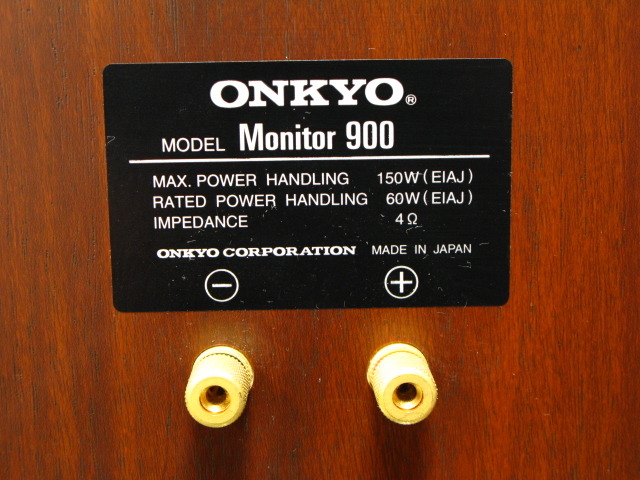 ONKYO®
MODEL Monitor 900
MAX. POWER HANDLING 150W (EIAJ)
RATED POWER HANDLING 60W (EIAJ)
IMPEDANCE 4Ω
ONKYO CORPORATION MADE IN JAPAN
− +